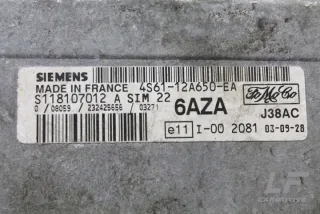 SIEMENS
MADE IN FRANCE 4S61-12A650-EA
S118107012 A SIM 22 6AZA FoMoCo
0 / 08059 / 232425656 / 03271 J38AC
e11 I-00 2081 03-09-28
LF